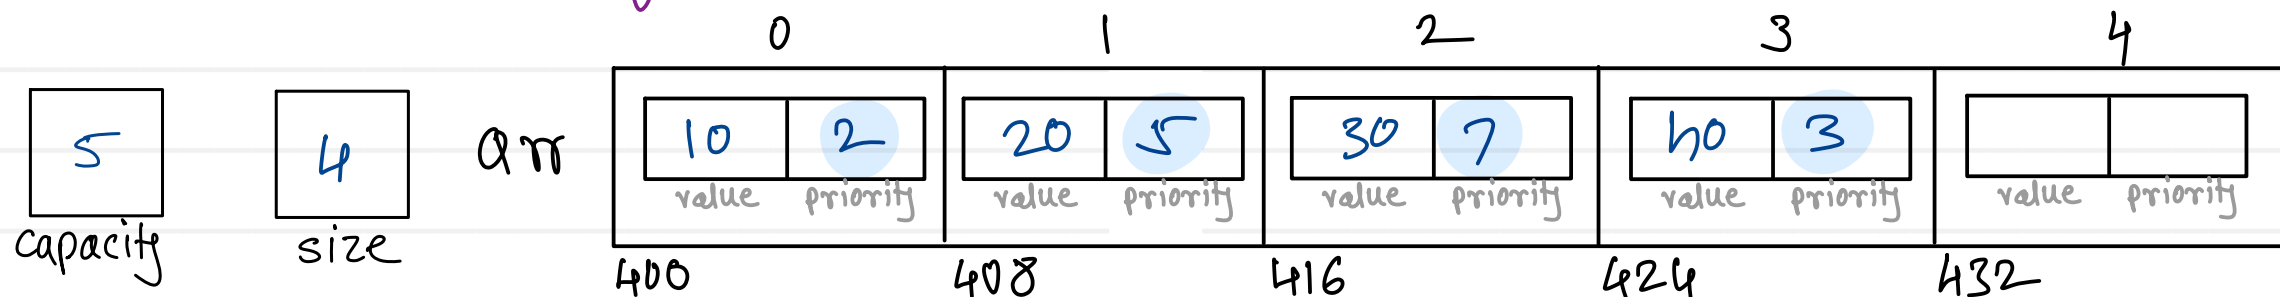 0 1 2 3 4
5 4 arr 10 2 20 5 30 7 40 3
value priority value priority value priority value priority value priority
capacity size
400 408 416 424 432